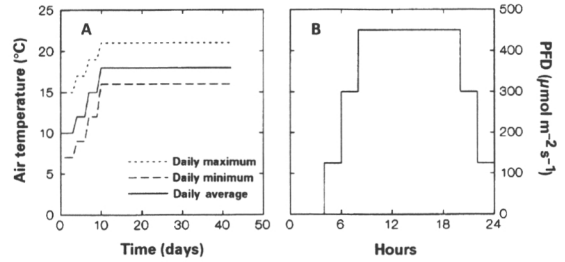 A
B
25
20
15
10
5
0
Air temperature (°C)
Daily maximum
Daily minimum
Daily average
0 10 20 30 40 50
Time (days)
500
400
300
200
100
0
PFD (µmol m⁻² s⁻¹)
0 6 12 18 24
Hours